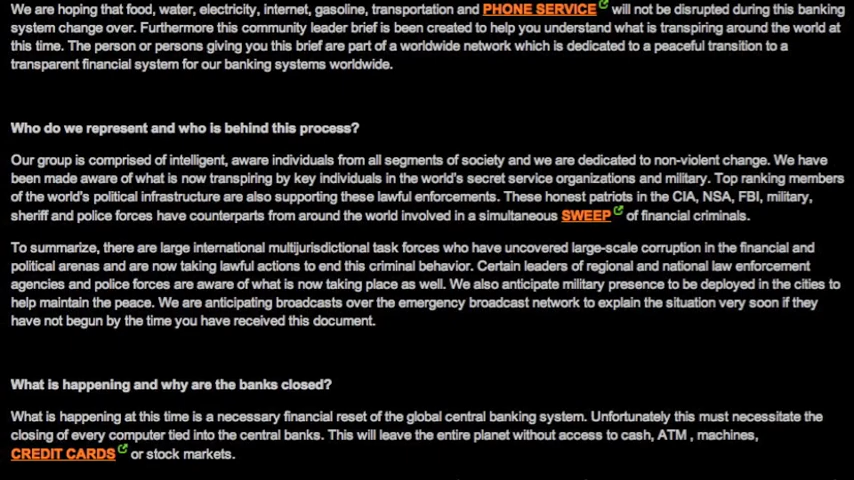 We are hoping that food, water, electricity, internet, gasoline, transportation and PHONE SERVICE will not be disrupted during this banking
system change over. Furthermore this community leader brief is been created to help you understand what is transpiring around the world at
this time. The person or persons giving you this brief are part of a worldwide network which is dedicated to a peaceful transition to a
transparent financial system for our banking systems worldwide.
Who do we represent and who is behind this process?
Our group is comprised of intelligent, aware individuals from all segments of society and we are dedicated to non-violent change. We have
been made aware of what is now transpiring by key individuals in the world's secret service organizations and military. Top ranking members
of the world's political infrastructure are also supporting these lawful enforcements. These honest patriots in the CIA, NSA, FBI, military,
sheriff and police forces have counterparts from around the world involved in a simultaneous SWEEP of financial criminals.
To summarize, there are large international multijurisdictional task forces who have uncovered large-scale corruption in the financial and
political arenas and are now taking lawful actions to end this criminal behavior. Certain leaders of regional and national law enforcement
agencies and police forces are aware of what is now taking place as well. We also anticipate military presence to be deployed in the cities to
help maintain the peace. We are anticipating broadcasts over the emergency broadcast network to explain the situation very soon if they
have not begun by the time you have received this document.
What is happening and why are the banks closed?
What is happening at this time is a necessary financial reset of the global central banking system. Unfortunately this must necessitate the
closing of every computer tied into the central banks. This will leave the entire planet without access to cash, ATM , machines,
CREDIT CARDS or stock markets.